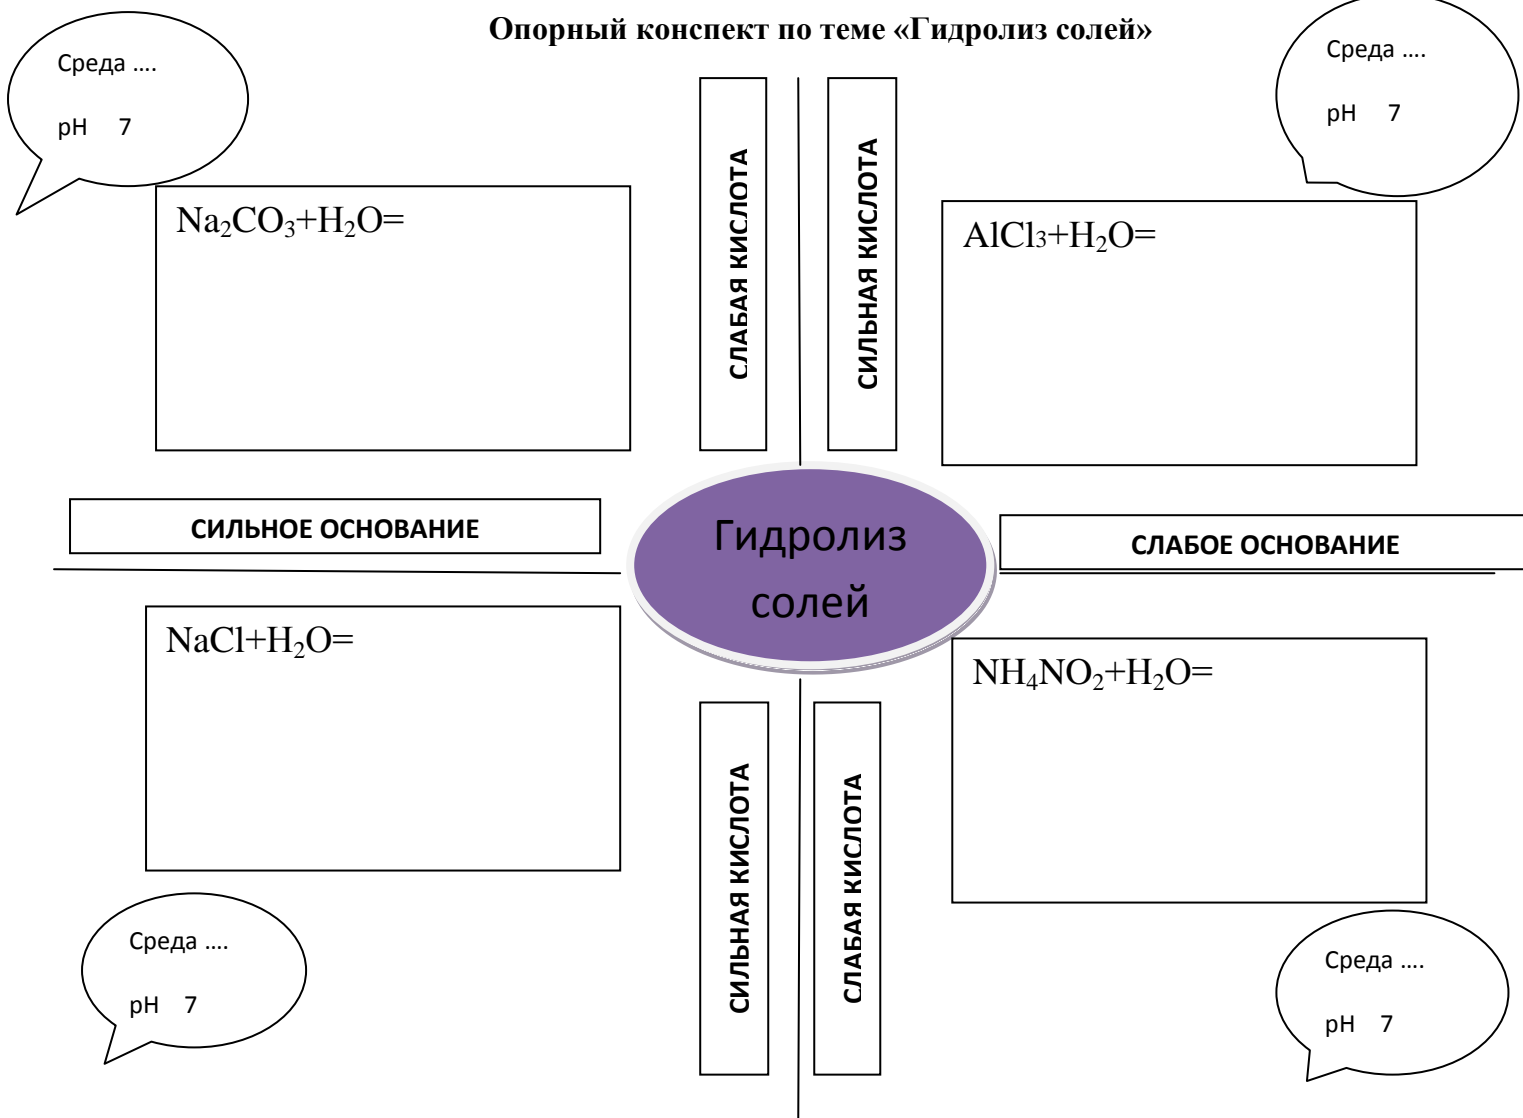 Опорный конспект по теме «Гидролиз солей»
Среда ....
pH 7
Среда ....
pH 7
Na₂CO₃+H₂O=
СЛАБАЯ КИСЛОТА
СИЛЬНАЯ КИСЛОТА
AlCl₃+H₂O=
СИЛЬНОЕ ОСНОВАНИЕ
Гидролиз
солей
СЛАБОЕ ОСНОВАНИЕ
NaCl+H₂O=
СИЛЬНАЯ КИСЛОТА
СЛАБАЯ КИСЛОТА
NH₄NO₂+H₂O=
Среда ....
pH 7
Среда ....
pH 7